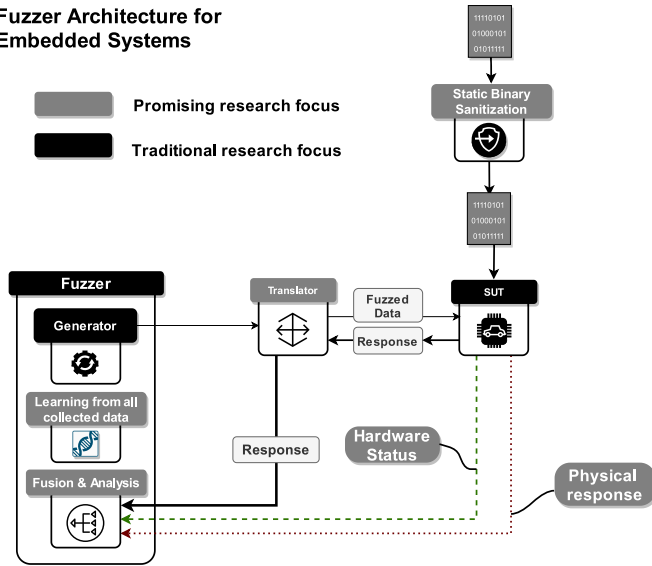 Fuzzer Architecture for
Embedded Systems
Promising research focus
Traditional research focus
11110101
01000101
01011111
Static Binary
Sanitization
11110101
01000101
01011111
Fuzzer
Generator
Learning from all
collected data
Fusion & Analysis
Translator
Fuzzed
Data
Response
SUT
Response
Hardware
Status
Physical
response